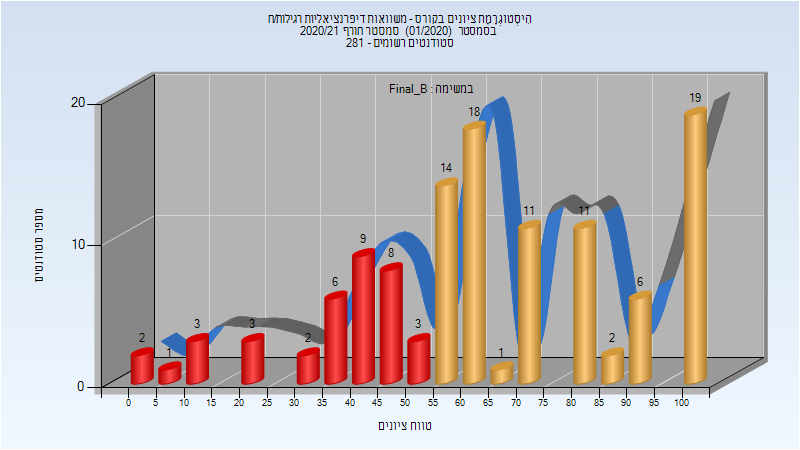 היסטוגרמת ציונים בקורס - משוואות דיפרנציאליות רגילות/ח
בסמסטר (01/2020) סמסטר חורף 2020/21
סטודנטים רשומים - 281
במשימה : Final_B
מספר סטודנטים
20
10
0
2
1
3
3
2
6
9
8
3
14
18
1
11
11
2
6
19
0 5 10 15 20 25 30 35 40 45 50 55 60 65 70 75 80 85 90 95 100
טווח ציונים